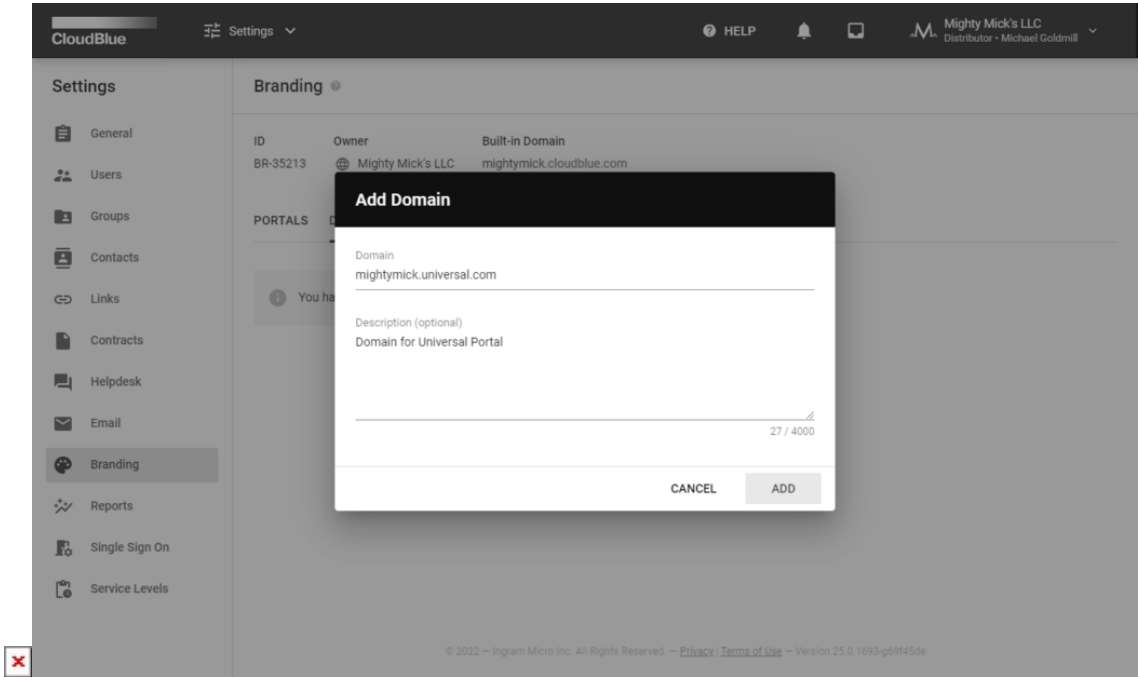 CloudBlue
Settings
HELP
Mighty Mick's LLC
Distributor • Michael Goldmill
Settings
General
Users
Groups
Contacts
Links
Contracts
Helpdesk
Email
Branding
Reports
Single Sign On
Service Levels
Branding
ID Owner Built-in Domain
BR-35213 Mighty Mick's LLC mightymick.cloudblue.com
PORTALS D
You ha
Add Domain
Domain
mightymick.universal.com
Description (optional)
Domain for Universal Portal
27 / 4000
CANCEL ADD
© 2022 – Ingram Micro Inc. All Rights Reserved. – Privacy | Terms of Use – Version 25.0.1693-g69f45de